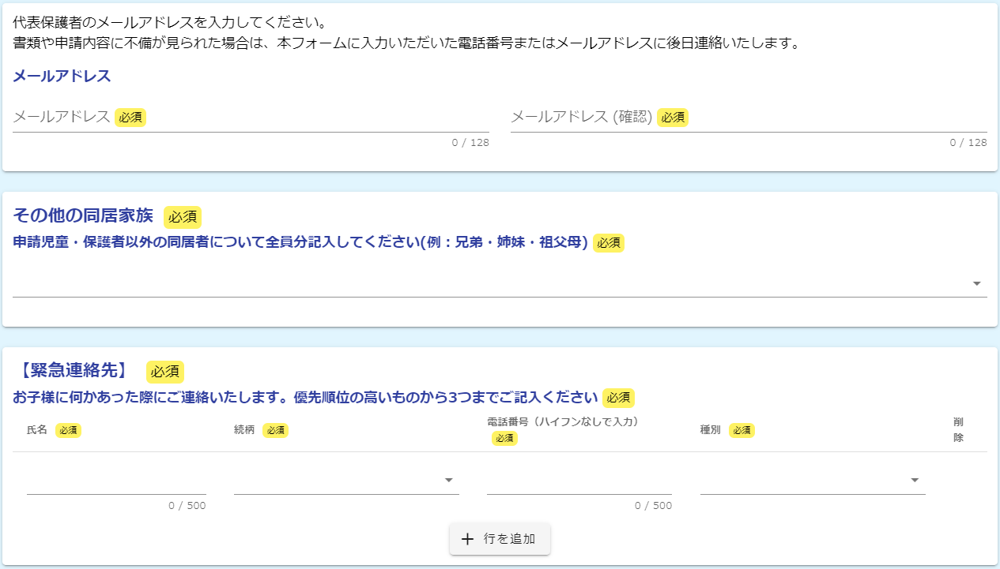 代表保護者のメールアドレスを入力してください。
書類や申請内容に不備が見られた場合は、本フォームに入力いただいた電話番号またはメールアドレスに後日連絡いたします。
メールアドレス
メールアドレス 必須 メールアドレス (確認) 必須
0 / 128 0 / 128
その他の同居家族 必須
申請児童・保護者以外の同居者について全員分記入してください(例：兄弟・姉妹・祖父母) 必須
【緊急連絡先】 必須
お子様に何かあった際にご連絡いたします。優先順位の高いものから3つまでご記入ください 必須
氏名 必須 続柄 必須 電話番号（ハイフンなしで入力） 必須 種別 必須 削除
0 / 500 0 / 500
＋ 行を追加